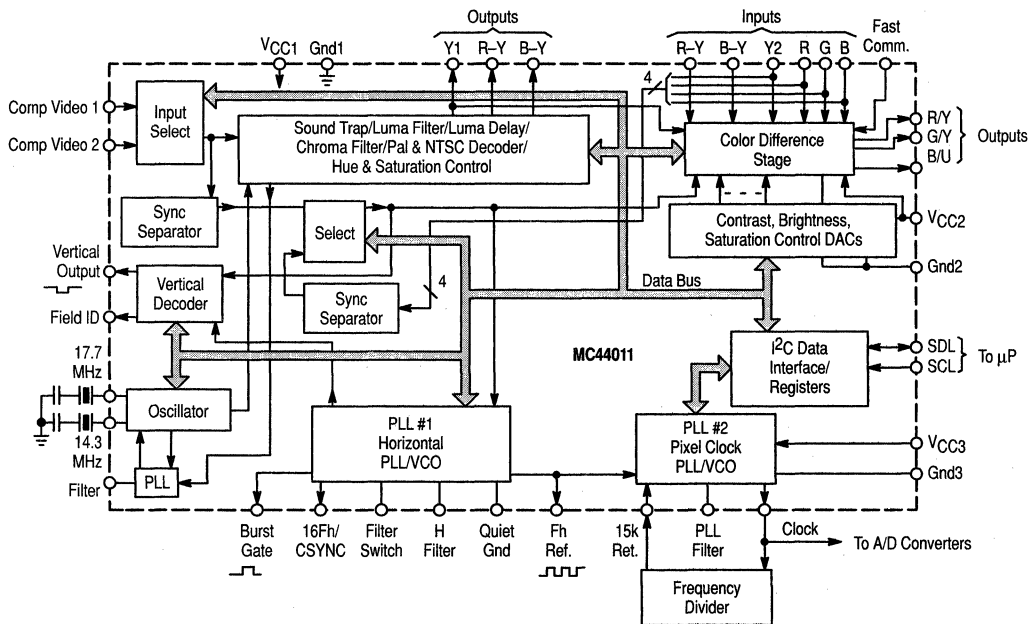 Outputs
Inputs
VCC1
Gnd1
Y1
R–Y
B–Y
R–Y
B–Y
Y2
R
G
B
Fast
Comm.
4
Comp Video 1
Comp Video 2
Input
Select
Sound Trap/Luma Filter/Luma Delay/
Chroma Filter/Pal & NTSC Decoder/
Hue & Saturation Control
Color Difference
Stage
R/Y
G/Y
B/U
Outputs
Sync
Separator
Select
Contrast, Brightness,
Saturation Control DACs
VCC2
Gnd2
Vertical
Output
Vertical
Decoder
Field ID
Sync
Separator
4
Data Bus
MC44011
I2C Data
Interface/
Registers
SDL
SCL
To µP
17.7
MHz
Oscillator
14.3
MHz
PLL
Filter
PLL #1
Horizontal
PLL/VCO
PLL #2
Pixel Clock
PLL/VCO
VCC3
Gnd3
Burst
Gate
16Fh/
CSYNC
Filter
Switch
H
Filter
Quiet
Gnd
Fh
Ref.
15k
Ret.
PLL
Filter
Clock
To A/D Converters
Frequency
Divider